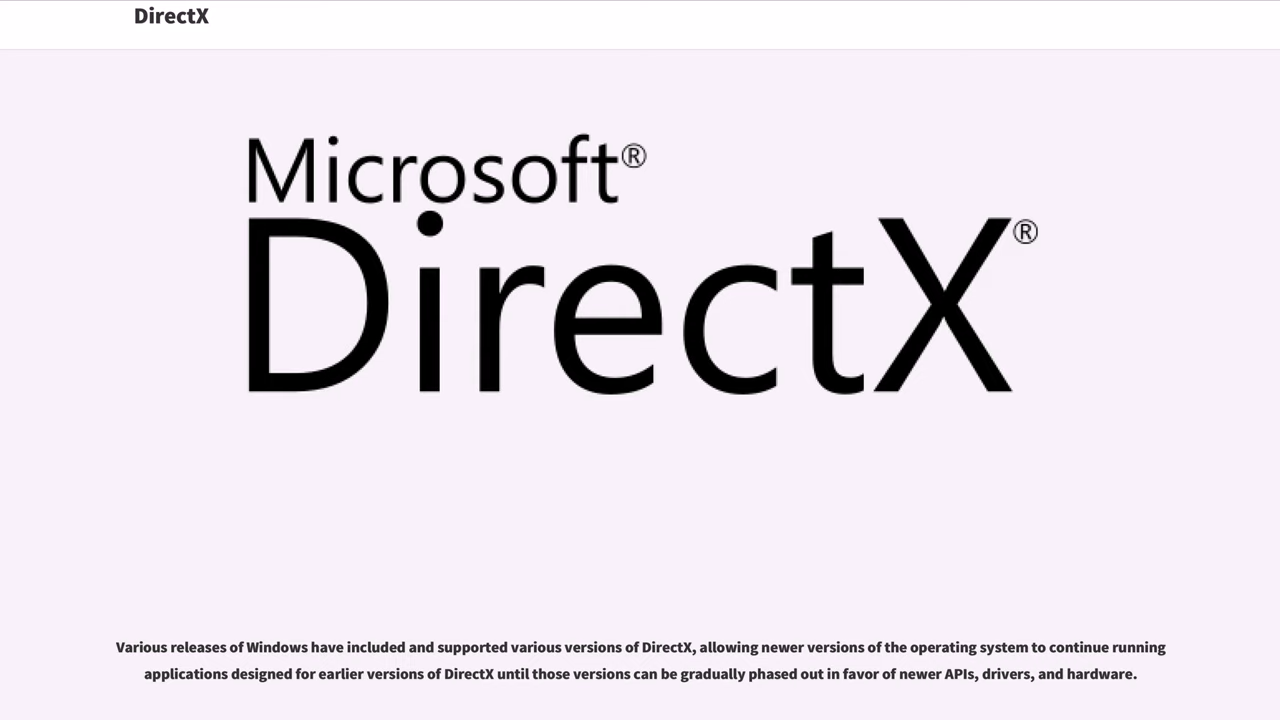 DirectX
Microsoft®
DirectX®
Various releases of Windows have included and supported various versions of DirectX, allowing newer versions of the operating system to continue running
applications designed for earlier versions of DirectX until those versions can be gradually phased out in favor of newer APIs, drivers, and hardware.